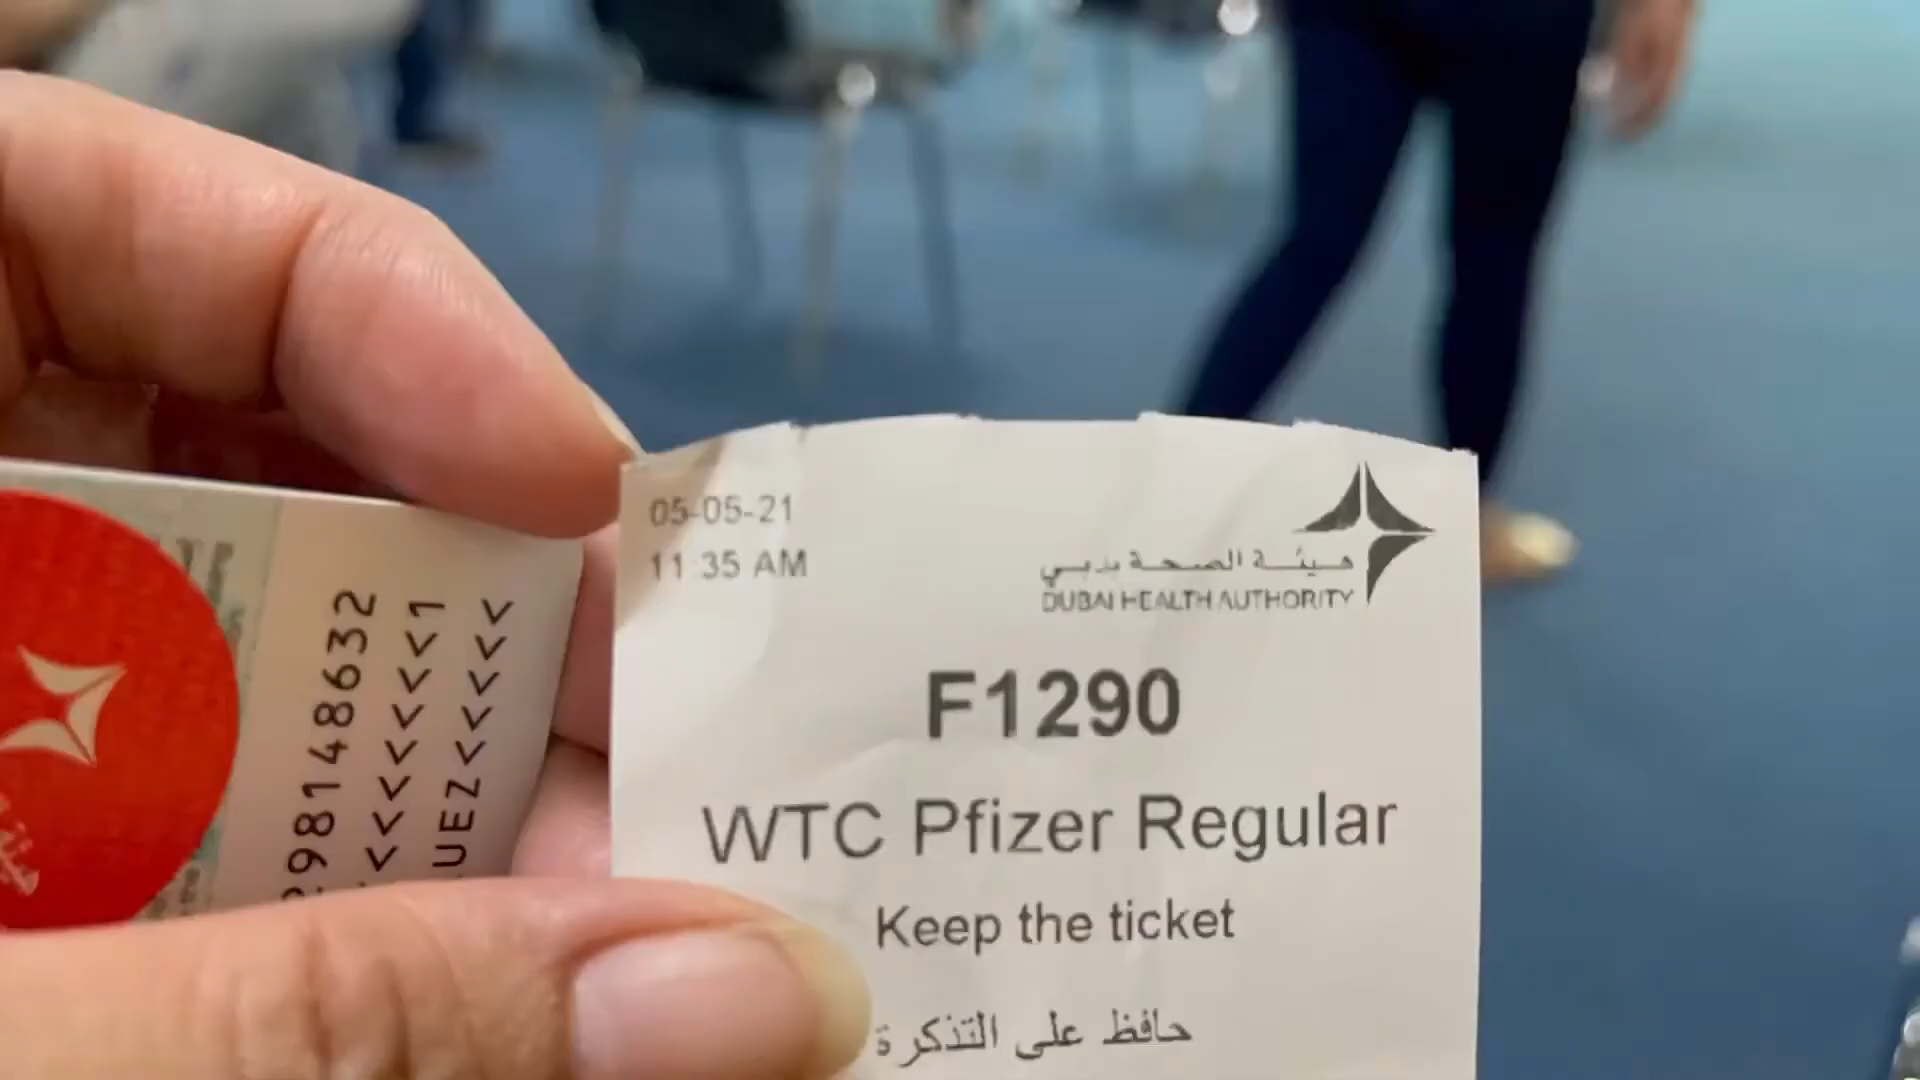 05-05-21
11:35 AM
هيئة الصحة بدبي
DUBAI HEALTH AUTHORITY
F1290
WTC Pfizer Regular
Keep the ticket
حافظ على التذكرة
298148632
<<<<<<<1
UEZ<<<<<